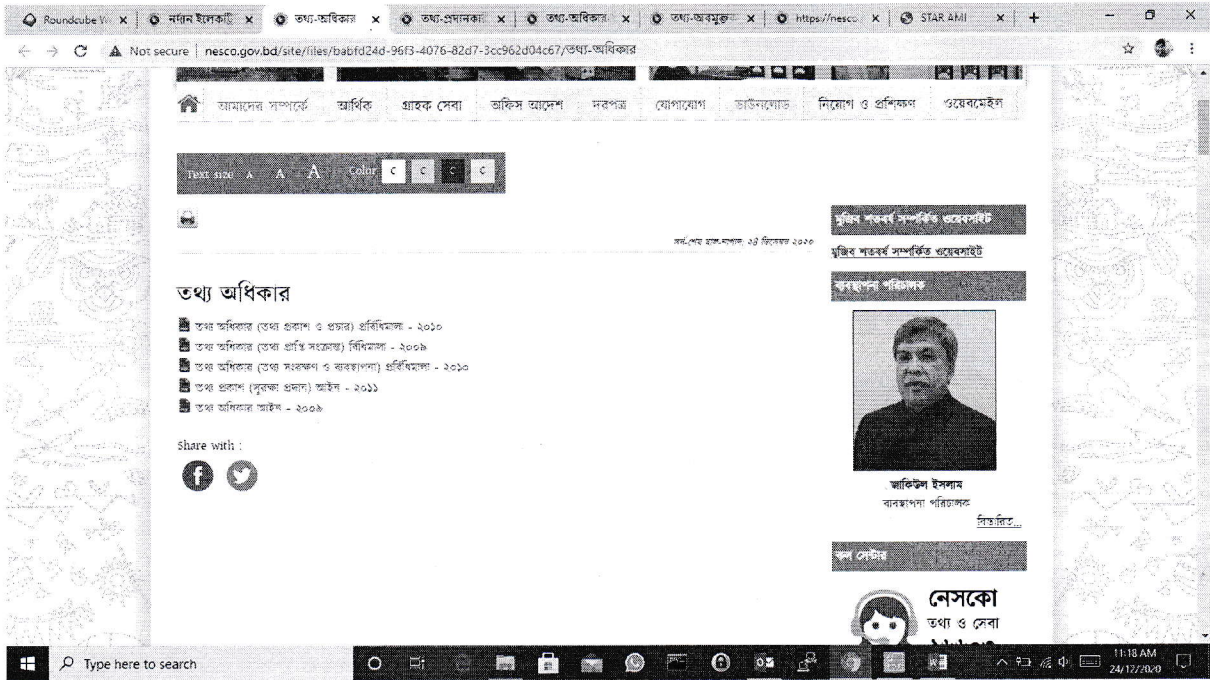 Roundcube W
নর্দান ইলেকট্রি
তথ্য-অধিকার
তথ্য-প্রদানকা
তথ্য-অধিকার
তথ্য-অবমুক্ত
https://nesco
STAR AMI
Not secure | nesco.gov.bd/site/files/babfd24d-96f3-4076-82d7-3cc962d04c67/তথ্য-অধিকার
আমাদের সম্পর্কে আর্থিক গ্রাহক সেবা অফিস আদেশ দরপত্র যোগাযোগ ডাউনলোড নিয়োগ ও প্রশিক্ষণ ওয়েবমেইল
Text size A A A Color C C C C
সর্ব-শেষ হাল-নাগাদ: ২৪ ডিসেম্বর ২০২০
তথ্য অধিকার
তথ্য অধিকার (তথ্য প্রকাশ ও প্রচার) প্রবিধিমালা - ২০১০
তথ্য অধিকার (তথ্য প্রাপ্তি সংক্রান্ত) বিধিমালা - ২০০৯
তথ্য অধিকার (তথ্য সংরক্ষণ ও ব্যবস্থাপনা) প্রবিধিমালা - ২০১০
তথ্য প্রকাশ (সুরক্ষা প্রদান) আইন - ২০১১
তথ্য অধিকার আইন - ২০০৯
Share with :
মুজিব শতবর্ষ সম্পর্কিত ওয়েবসাইট
মুজিব শতবর্ষ সম্পর্কিত ওয়েবসাইট
ব্যবস্থাপনা পরিচালক
জাকিউল ইসলাম
ব্যবস্থাপনা পরিচালক
বিস্তারিত...
কল সেন্টার
নেসকো
তথ্য ও সেবা
Type here to search
11:18 AM
24/12/2020